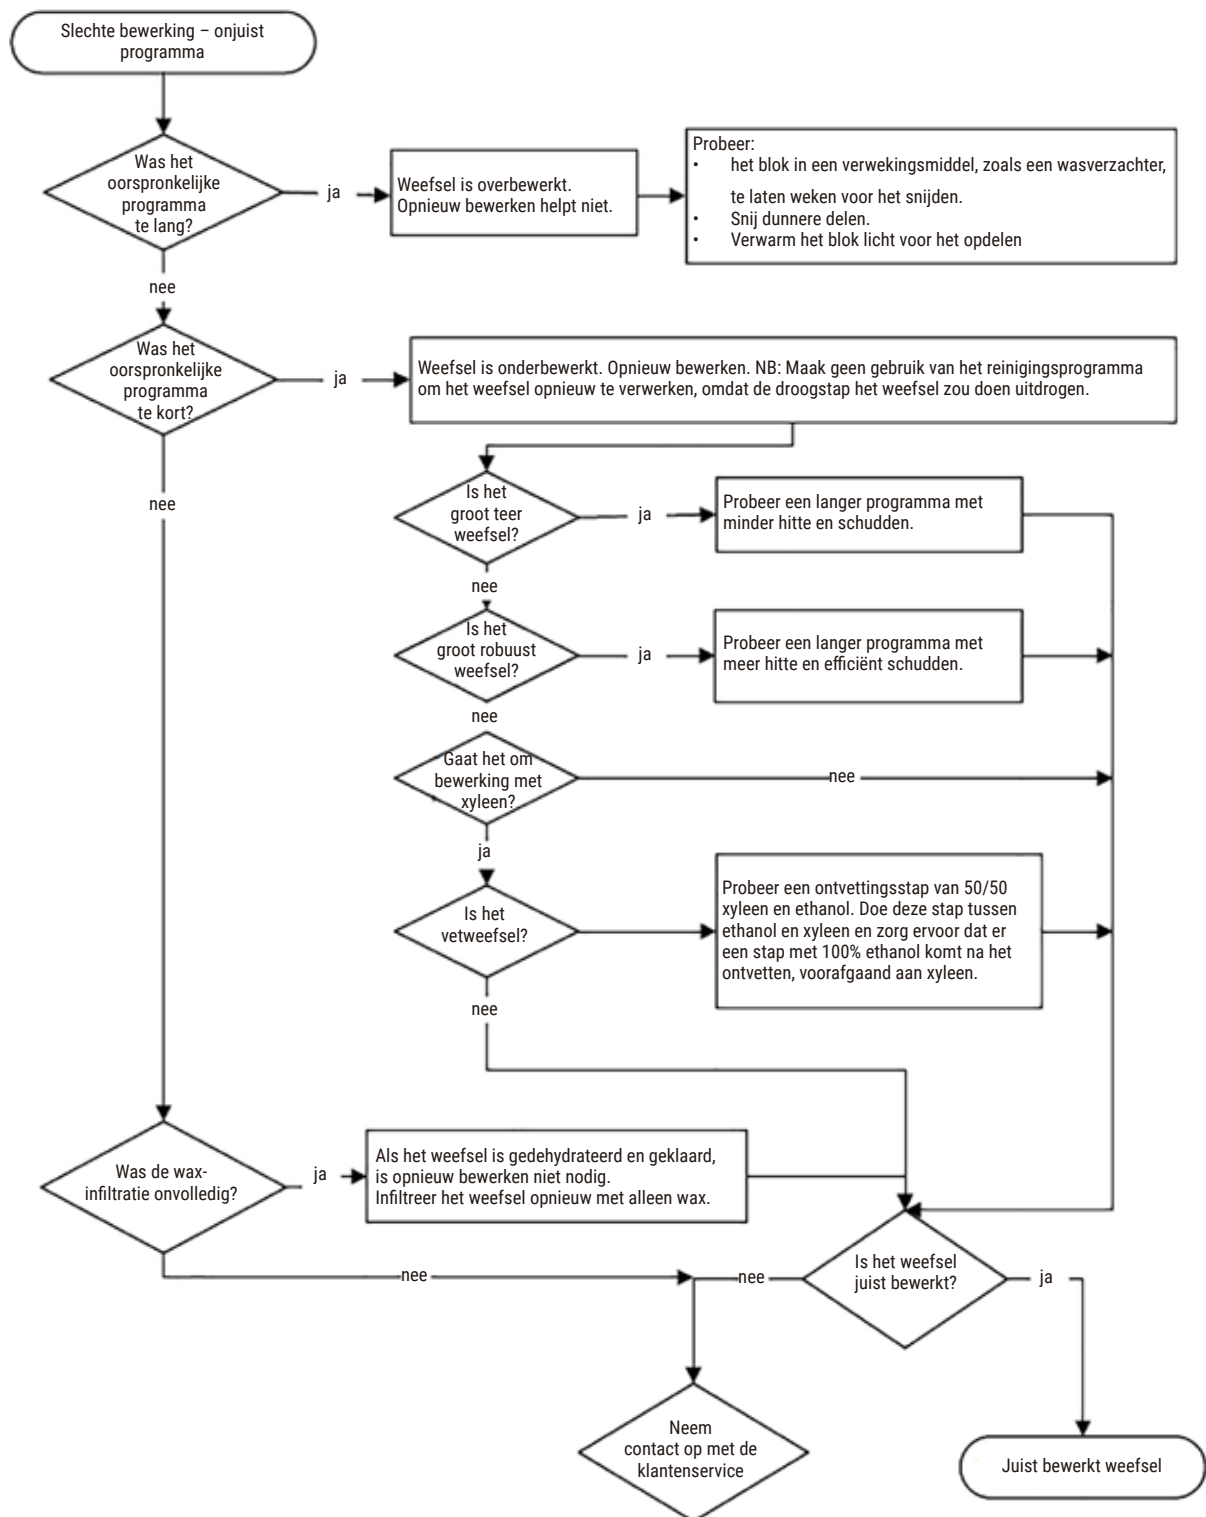 Slechte bewerking – onjuist
programma
Was het
oorspronkelijke
programma
te lang?
ja
Weefsel is overbewerkt.
Opnieuw bewerken helpt niet.
Probeer:
• het blok in een verwekingsmiddel, zoals een wasverzachter,
te laten weken voor het snijden.
• Snij dunnere delen.
• Verwarm het blok licht voor het opdelen
nee
Was het
oorspronkelijke
programma
te kort?
ja
Weefsel is onderbewerkt. Opnieuw bewerken. NB: Maak geen gebruik van het reinigingsprogramma
om het weefsel opnieuw te verwerken, omdat de droogstap het weefsel zou doen uitdrogen.
nee
Is het
groot teer
weefsel?
ja
Probeer een langer programma met
minder hitte en schudden.
nee
Is het
groot robuust
weefsel?
ja
Probeer een langer programma met
meer hitte en efficiënt schudden.
nee
Gaat het om
bewerking met
xyleen?
nee
ja
Is het
vetweefsel?
Probeer een ontvettingsstap van 50/50
xyleen en ethanol. Doe deze stap tussen
ethanol en xyleen en zorg ervoor dat er
een stap met 100% ethanol komt na het
ontvetten, voorafgaand aan xyleen.
nee
Was de wax-
infiltratie onvolledig?
ja
Als het weefsel is gedehydrateerd en geklaard,
is opnieuw bewerken niet nodig.
Infiltreer het weefsel opnieuw met alleen wax.
nee
Is het weefsel
juist bewerkt?
nee
ja
Neem
contact op met de
klantenservice
Juist bewerkt weefsel